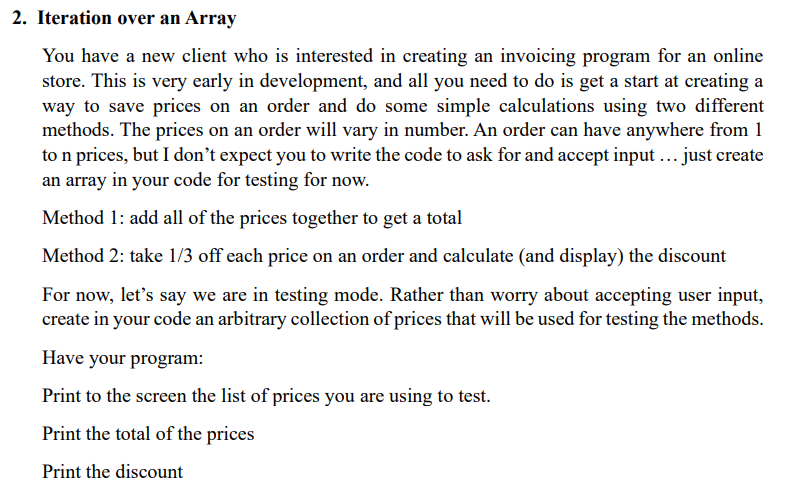 2. Iteration over an Array
You have a new client who is interested in creating an invoicing program for an online
store. This is very early in development, and all you need to do is get a start at creating a
way to save prices on an order and do some simple calculations using two different
methods. The prices on an order will vary in number. An order can have anywhere from 1
to n prices, but I don’t expect you to write the code to ask for and accept input … just create
an array in your code for testing for now.
Method 1: add all of the prices together to get a total
Method 2: take 1/3 off each price on an order and calculate (and display) the discount
For now, let’s say we are in testing mode. Rather than worry about accepting user input,
create in your code an arbitrary collection of prices that will be used for testing the methods.
Have your program:
Print to the screen the list of prices you are using to test.
Print the total of the prices
Print the discount